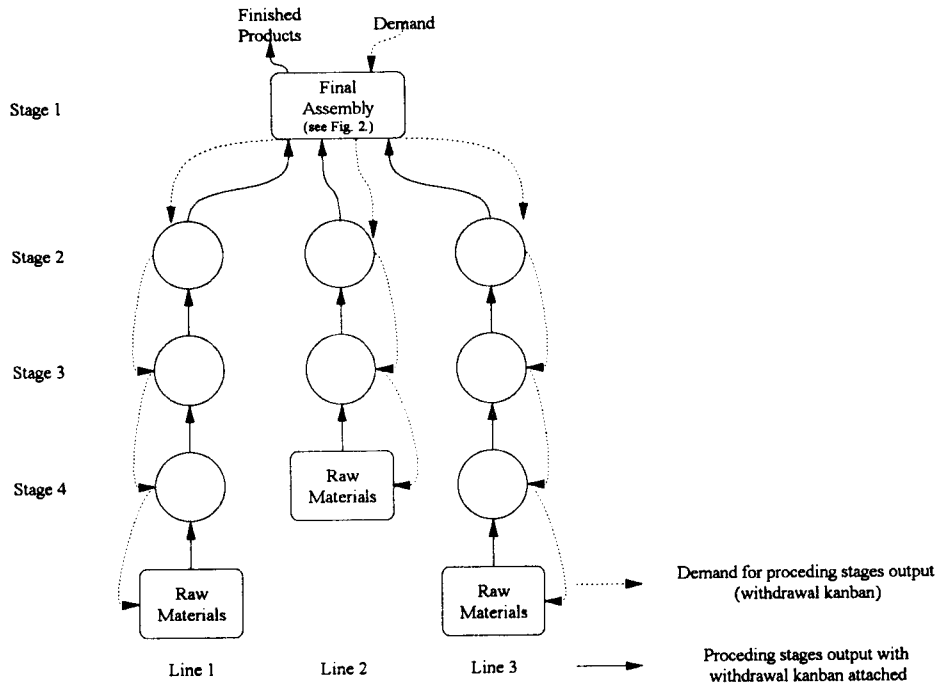 Finished
Products
Demand
Stage 1
Final
Assembly
(see Fig. 2.)
Stage 2
Stage 3
Stage 4
Raw
Materials
Raw
Materials
Raw
Materials
Line 1
Line 2
Line 3
Demand for proceding stages output
(withdrawal kanban)
Proceding stages output with
withdrawal kanban attached